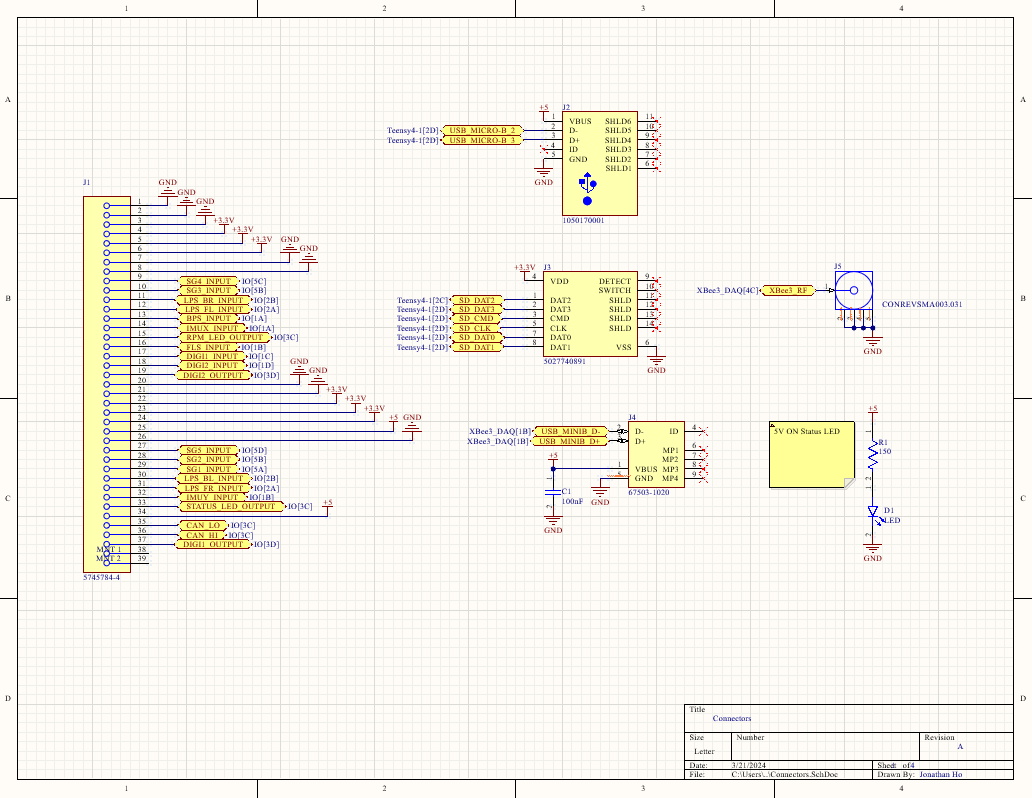 1 2 3 4
A A
B B
C C
D D
J1
GND
GND
GND
+3.3V
+3.3V
+3.3V
GND
GND
1
2
3
4
5
6
7
8
9 SG4_INPUT IO[5C]
10 SG3_INPUT IO[5B]
11 LPS_BR_INPUT IO[2B]
12 LPS_FL_INPUT IO[2A]
13 BPS_INPUT IO[1A]
14 IMUX_INPUT IO[1A]
15 RPM_LED_OUTPUT IO[3C]
16 FLS_INPUT IO[1B]
17 DIGI1_INPUT IO[1C]
18 DIGI2_INPUT IO[1D]
19 DIGI2_OUTPUT IO[3D]
GND
GND
+3.3V
+3.3V
+3.3V
+5 GND
20
21
22
23
24
25
26
27 SG5_INPUT IO[5D]
28 SG2_INPUT IO[5B]
29 SG1_INPUT IO[5A]
30 LPS_BL_INPUT IO[2B]
31 LPS_FR_INPUT IO[2A]
32 IMUY_INPUT IO[1B]
33 STATUS_LED_OUTPUT IO[3C] +5
34
35 CAN_LO IO[3C]
36 CAN_HI IO[3C]
37 DIGI1_OUTPUT IO[3D]
MNT 1 38
MNT 2 39
5745784-4
J2
+5
1 VBUS SHLD6 11
Teensy4-1[2D] USB_MICRO-B_2 2 D- SHLD5 10
Teensy4-1[2D] USB_MICRO-B_3 3 D+ SHLD4 9
4 ID SHLD3 8
5 GND SHLD2 7
SHLD1 6
GND
1050170001
J3
+3.3V
4 VDD DETECT 9
SWITCH 10
Teensy4-1[2C] SD_DAT2 1 DAT2 SHLD 11
Teensy4-1[2D] SD_DAT3 2 DAT3 SHLD 12
Teensy4-1[2D] SD_CMD 3 CMD SHLD 13
Teensy4-1[2D] SD_CLK 5 CLK SHLD 14
Teensy4-1[2D] SD_DAT0 7 DAT0
Teensy4-1[2D] SD_DAT1 8 DAT1 VSS 6
5027740891
GND
J4
XBee3_DAQ[1B] USB_MINIB_D- 2 D- ID 4
XBee3_DAQ[1B] USB_MINIB_D+ 3 D+
MP1 6
MP2 7
1 VBUS MP3 8
5 GND MP4 9
67503-1020
+5
1
C1
100nF
2
GND
GND
J5
XBee3_DAQ[4C] XBee3_RF 1
CONREVSMA003.031
2 3 4 5
GND
5V ON Status LED
+5
1
R1
150
2
1
D1
LED
2
GND
Title
Connectors
Size Number Revision
Letter A
Date: 3/21/2024 Sheet of4
File: C:\Users\..\Connectors.SchDoc Drawn By: Jonathan Ho
1 2 3 4